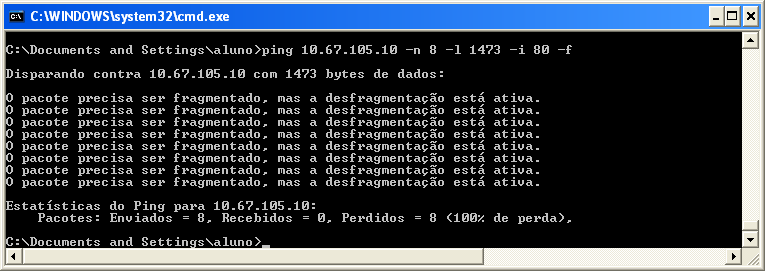 C:\WINDOWS\system32\cmd.exe
C:\Documents and Settings\aluno>ping 10.67.105.10 -n 8 -l 1473 -i 80 -f
Disparando contra 10.67.105.10 com 1473 bytes de dados:
O pacote precisa ser fragmentado, mas a desfragmentação está ativa.
O pacote precisa ser fragmentado, mas a desfragmentação está ativa.
O pacote precisa ser fragmentado, mas a desfragmentação está ativa.
O pacote precisa ser fragmentado, mas a desfragmentação está ativa.
O pacote precisa ser fragmentado, mas a desfragmentação está ativa.
O pacote precisa ser fragmentado, mas a desfragmentação está ativa.
O pacote precisa ser fragmentado, mas a desfragmentação está ativa.
O pacote precisa ser fragmentado, mas a desfragmentação está ativa.
Estatísticas do Ping para 10.67.105.10:
    Pacotes: Enviados = 8, Recebidos = 0, Perdidos = 8 (100% de perda),
C:\Documents and Settings\aluno>_